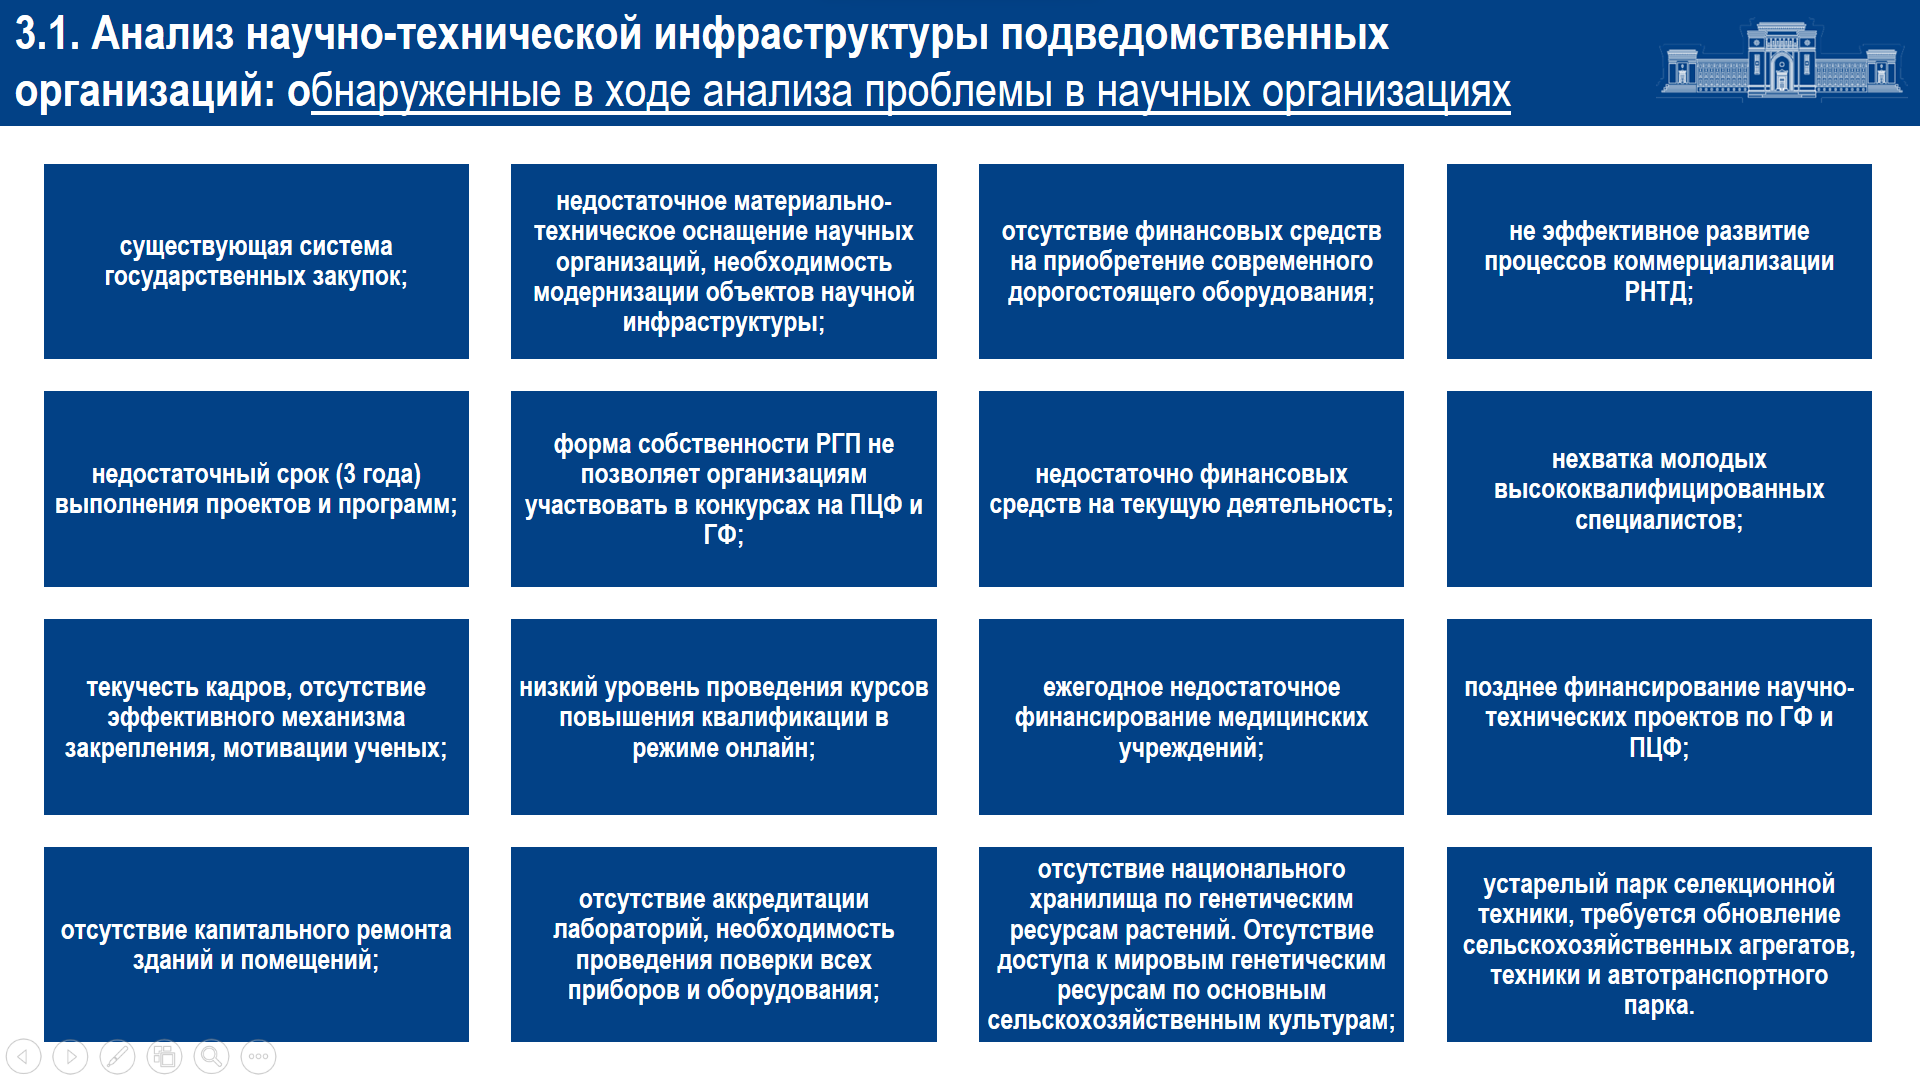 3.1. Анализ научно-технической инфраструктуры подведомственных
организаций: обнаруженные в ходе анализа проблемы в научных организациях
существующая система
государственных закупок;
недостаточное материально-
техническое оснащение научных
организаций, необходимость
модернизации объектов научной
инфраструктуры;
отсутствие финансовых средств
на приобретение современного
дорогостоящего оборудования;
не эффективное развитие
процессов коммерциализации
РНТД;
недостаточный срок (3 года)
выполнения проектов и программ;
форма собственности РГП не
позволяет организациям
участвовать в конкурсах на ПЦФ и
ГФ;
недостаточно финансовых
средств на текущую деятельность;
нехватка молодых
высококвалифицированных
специалистов;
текучесть кадров, отсутствие
эффективного механизма
закрепления, мотивации ученых;
низкий уровень проведения курсов
повышения квалификации в
режиме онлайн;
ежегодное недостаточное
финансирование медицинских
учреждений;
позднее финансирование научно-
технических проектов по ГФ и
ПЦФ;
отсутствие капитального ремонта
зданий и помещений;
отсутствие аккредитации
лабораторий, необходимость
проведения поверки всех
приборов и оборудования;
отсутствие национального
хранилища по генетическим
ресурсам растений. Отсутствие
доступа к мировым генетическим
ресурсам по основным
сельскохозяйственным культурам;
устарелый парк селекционной
техники, требуется обновление
сельскохозяйственных агрегатов,
техники и автотранспортного
парка.